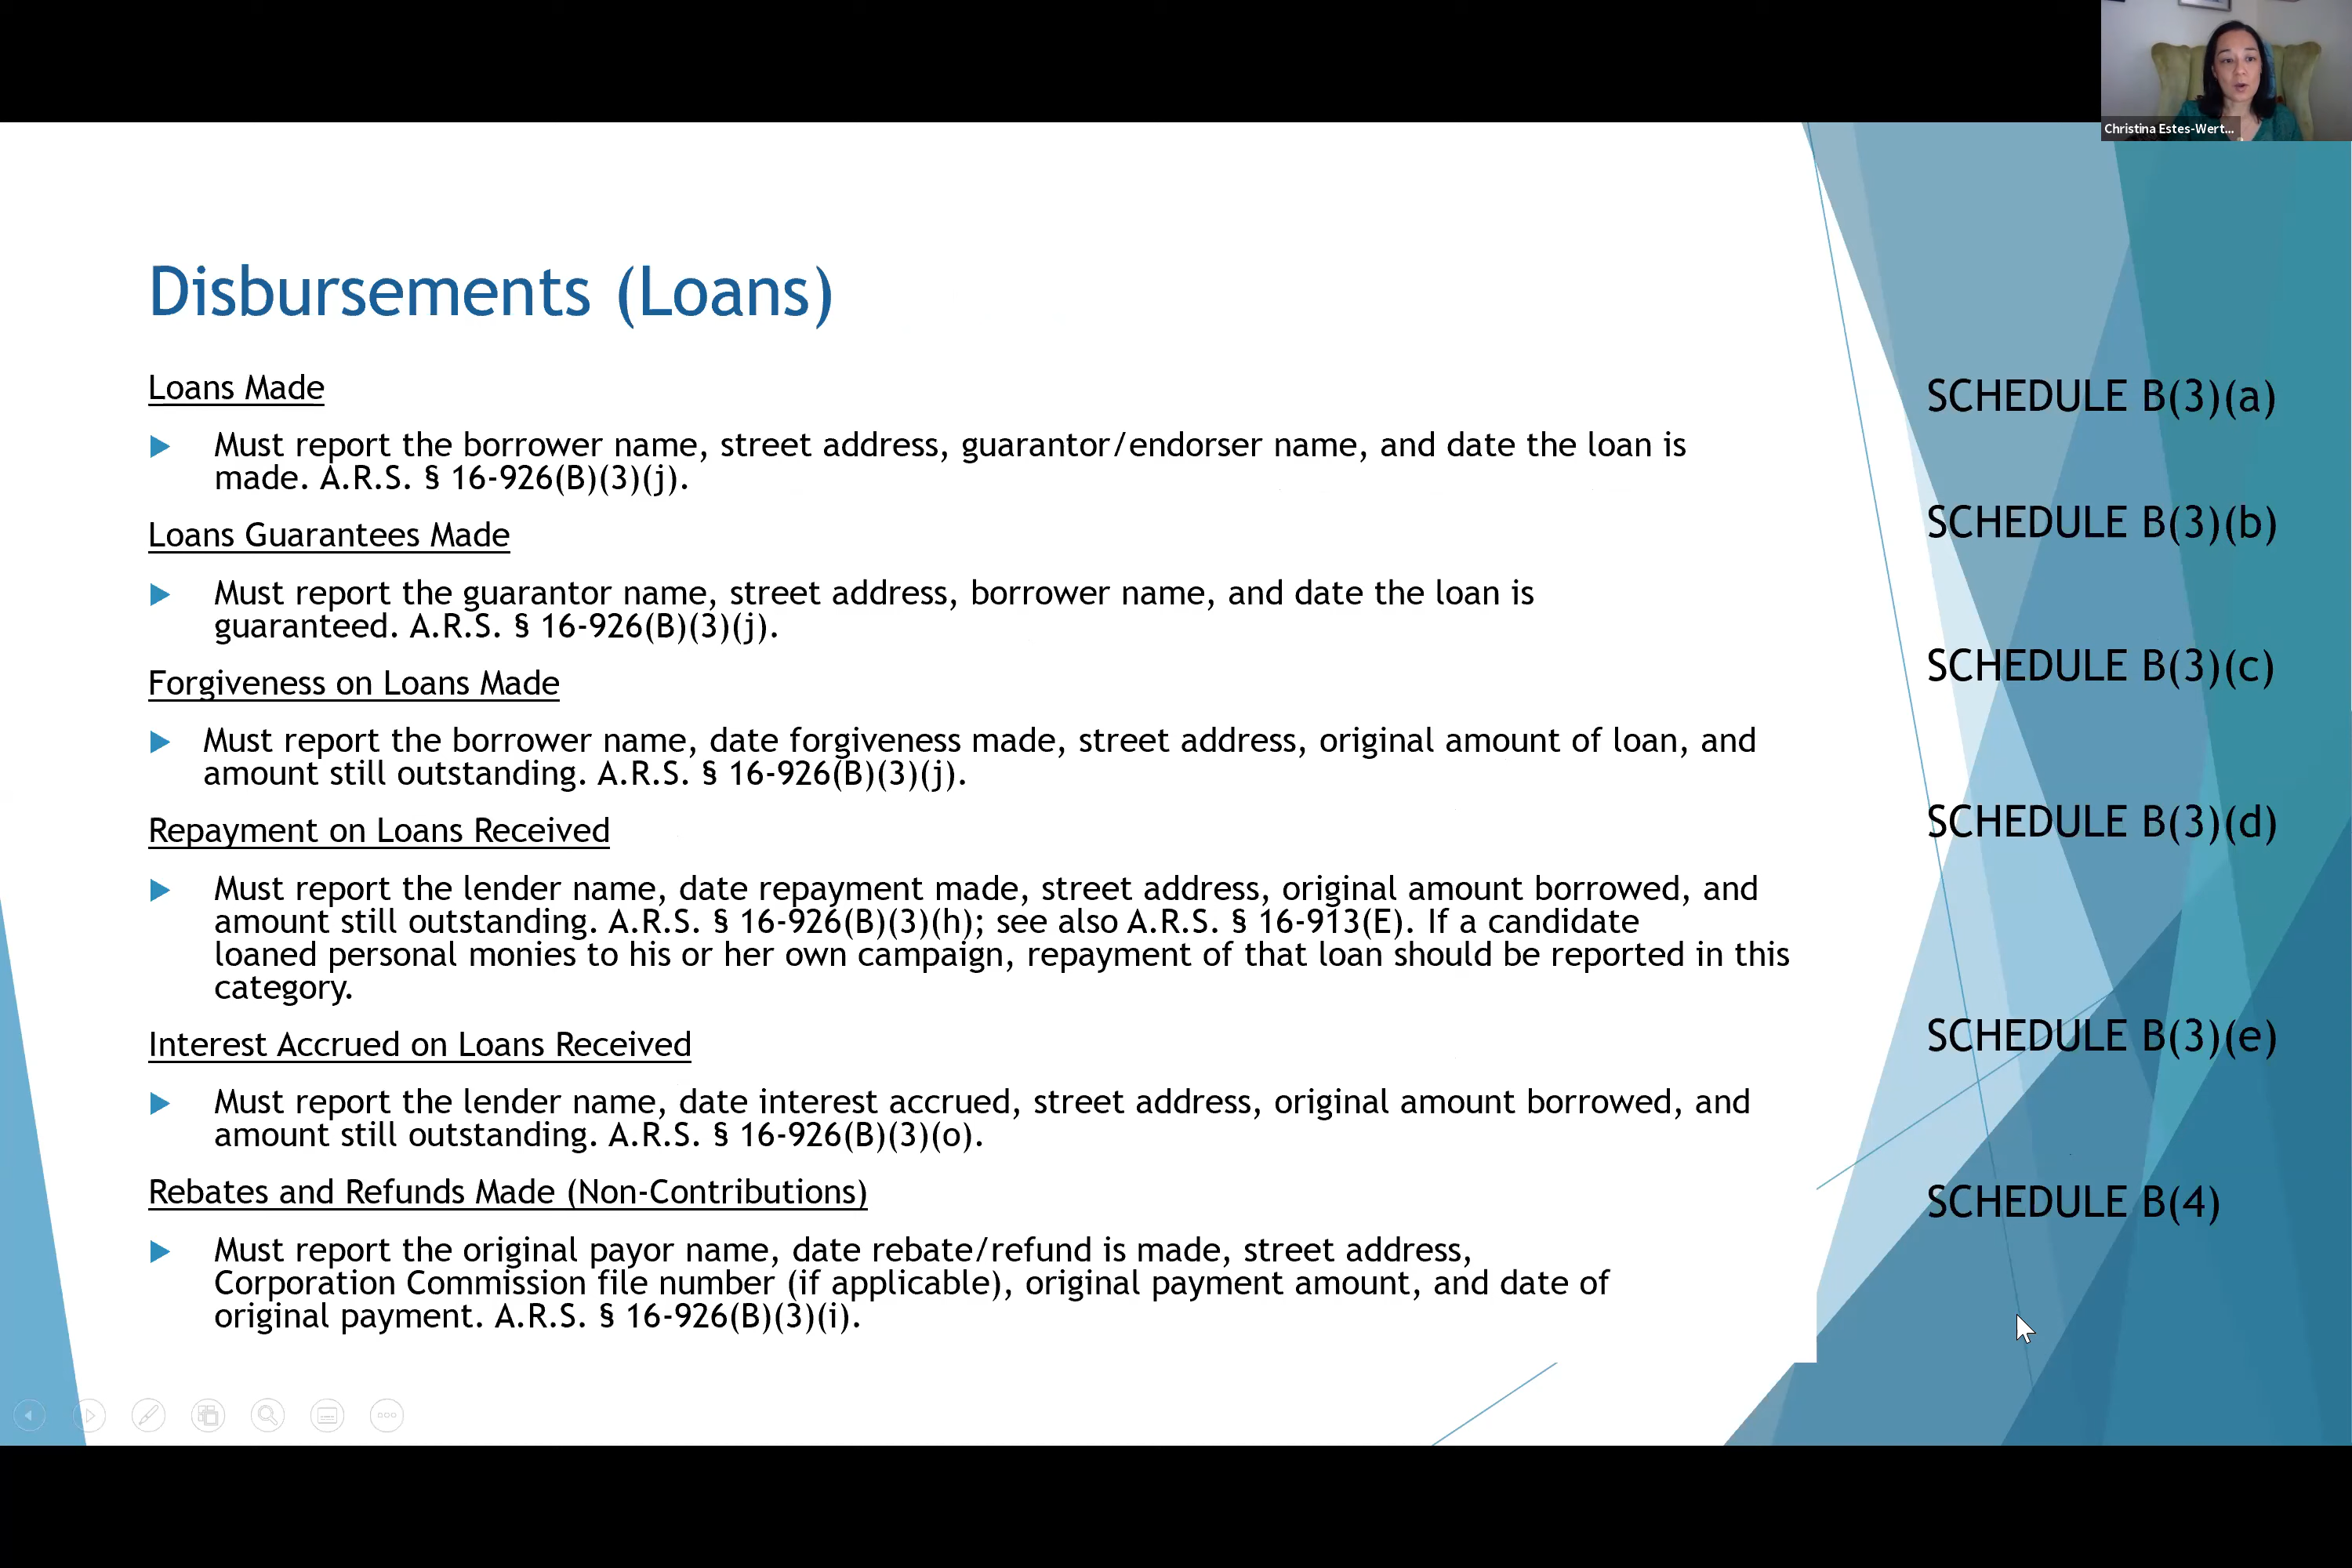 Christina Estes-Wert...
Disbursements (Loans)
Loans Made
SCHEDULE B(3)(a)
Must report the borrower name, street address, guarantor/endorser name, and date the loan is
made. A.R.S. § 16-926(B)(3)(j).
Loans Guarantees Made
SCHEDULE B(3)(b)
Must report the guarantor name, street address, borrower name, and date the loan is
guaranteed. A.R.S. § 16-926(B)(3)(j).
Forgiveness on Loans Made
SCHEDULE B(3)(c)
Must report the borrower name, date forgiveness made, street address, original amount of loan, and
amount still outstanding. A.R.S. § 16-926(B)(3)(j).
Repayment on Loans Received
SCHEDULE B(3)(d)
Must report the lender name, date repayment made, street address, original amount borrowed, and
amount still outstanding. A.R.S. § 16-926(B)(3)(h); see also A.R.S. § 16-913(E). If a candidate
loaned personal monies to his or her own campaign, repayment of that loan should be reported in this
category.
Interest Accrued on Loans Received
SCHEDULE B(3)(e)
Must report the lender name, date interest accrued, street address, original amount borrowed, and
amount still outstanding. A.R.S. § 16-926(B)(3)(o).
Rebates and Refunds Made (Non-Contributions)
SCHEDULE B(4)
Must report the original payor name, date rebate/refund is made, street address,
Corporation Commission file number (if applicable), original payment amount, and date of
original payment. A.R.S. § 16-926(B)(3)(i).